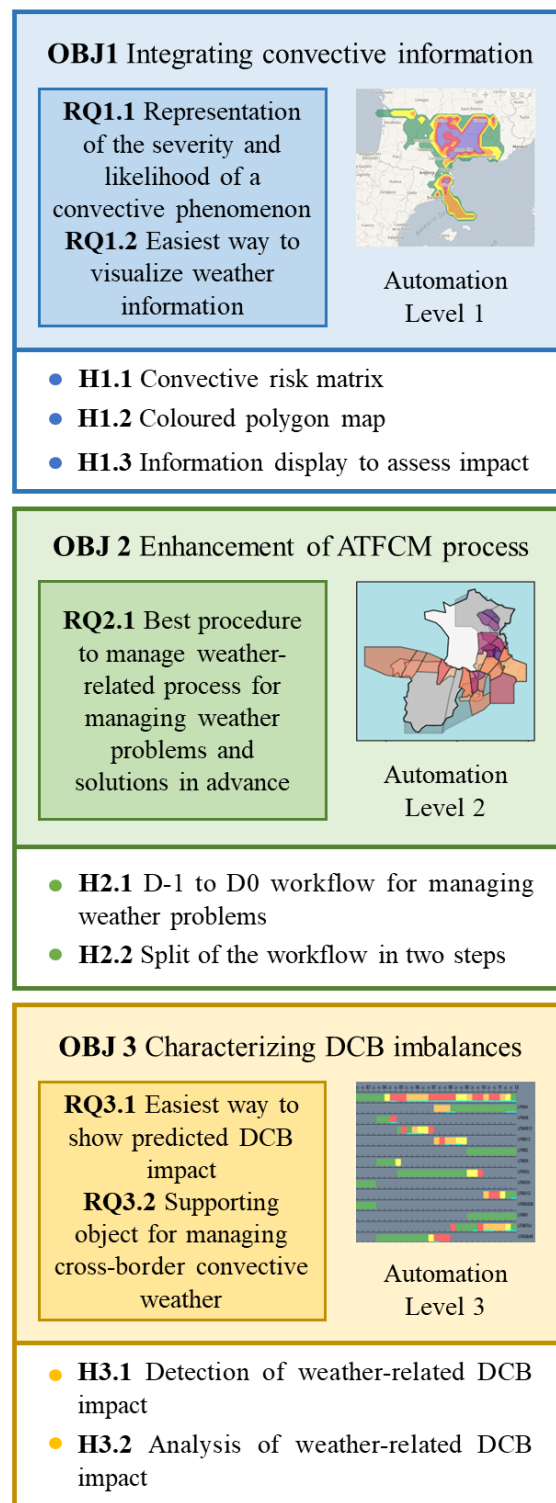 OBJ1 Integrating convective information
RQ1.1 Representation
of the severity and
likelihood of a
convective phenomenon
RQ1.2 Easiest way to
visualize weather
information
Automation
Level 1
H1.1 Convective risk matrix
H1.2 Coloured polygon map
H1.3 Information display to assess impact
OBJ 2 Enhancement of ATFCM process
RQ2.1 Best procedure
to manage weather-
related process for
managing weather
problems and
solutions in advance
Automation
Level 2
H2.1 D-1 to D0 workflow for managing
weather problems
H2.2 Split of the workflow in two steps
OBJ 3 Characterizing DCB imbalances
RQ3.1 Easiest way to
show predicted DCB
impact
RQ3.2 Supporting
object for managing
cross-border convective
weather
Automation
Level 3
H3.1 Detection of weather-related DCB
impact
H3.2 Analysis of weather-related DCB
impact